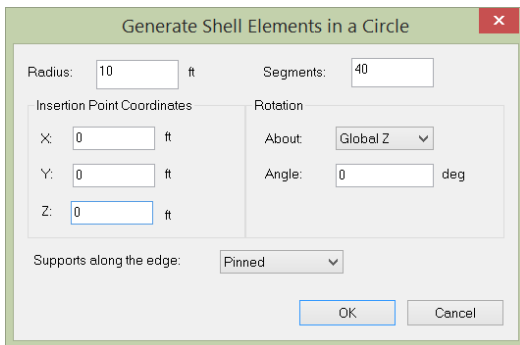 Generate Shell Elements in a Circle
x
Radius: 10 ft Segments: 40
Insertion Point Coordinates Rotation
X: 0 ft About: Global Z
Y: 0 ft Angle: 0 deg
Z: 0 ft
Supports along the edge: Pinned
OK Cancel